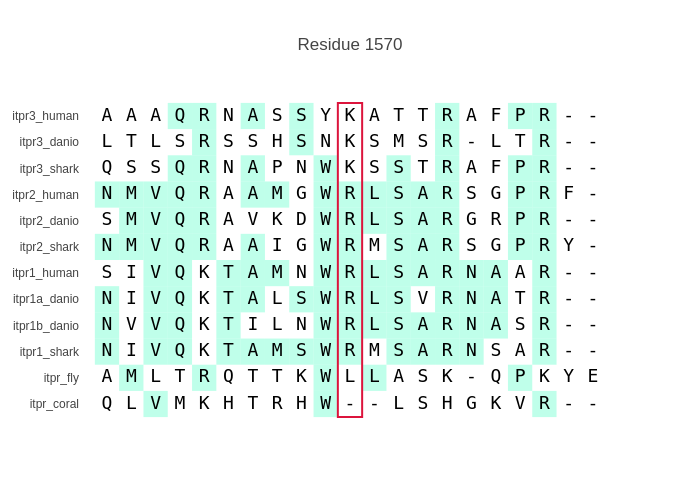 Residue 1570
itpr3_human A A A Q R N A S S Y K A T T R A F P R - -
itpr3_danio L T L S R S S H S N K S M S R - L T R - -
itpr3_shark Q S S Q R N A P N W K S S T R A F P R - -
itpr2_human N M V Q R A A M G W R L S A R S G P R F -
itpr2_danio S M V Q R A V K D W R L S A R G R P R - -
itpr2_shark N M V Q R A A I G W R M S A R S G P R Y -
itpr1_human S I V Q K T A M N W R L S A R N A A R - -
itpr1a_danio N I V Q K T A L S W R L S V R N A T R - -
itpr1b_danio N V V Q K T I L N W R L S A R N A S R - -
itpr1_shark N I V Q K T A M S W R M S A R N S A R - -
itpr_fly A M L T R Q T T K W L L A S K - Q P K Y E
itpr_coral Q L V M K H T R H W - - L S H G K V R - -